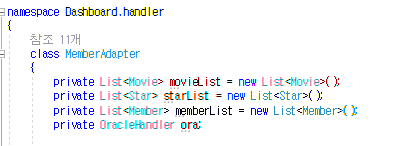 namespace Dashboard.handler
{
참조 11개
class MemberAdapter
{
private List<Movie> movieList = new List<Movie>();
private List<Star> starList = new List<Star>();
private List<Member> memberList = new List<Member>();
private OracleHandler ora;